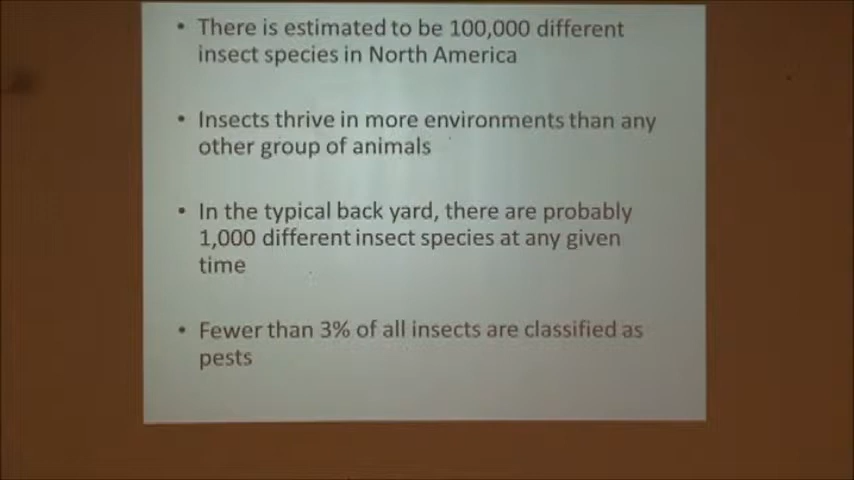 • There is estimated to be 100,000 different
insect species in North America
• Insects thrive in more environments than any
other group of animals
• In the typical back yard, there are probably
1,000 different insect species at any given
time
• Fewer than 3% of all insects are classified as
pests